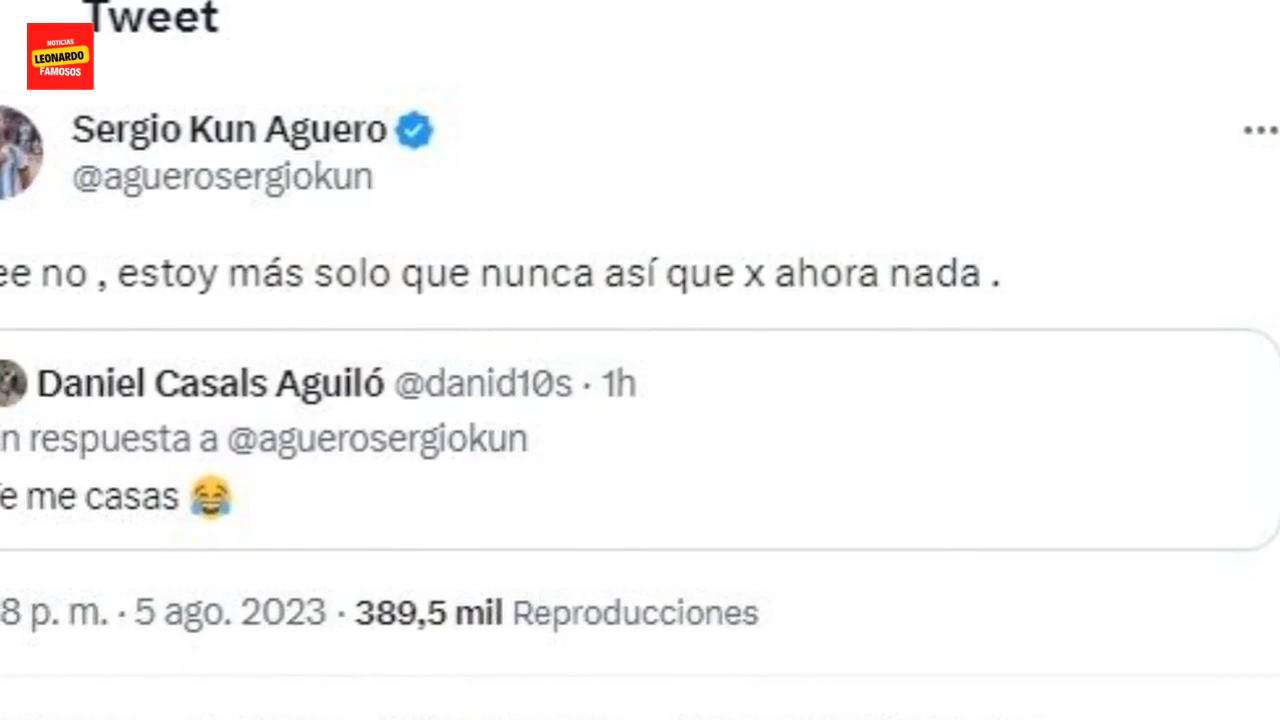 Tweet
NOTICIAS
LEONARDO
FAMOSOS
Sergio Kun Aguero
@aguerosergiokun
ee no , estoy más solo que nunca así que x ahora nada .
Daniel Casals Aguiló @danid10s · 1h
n respuesta a @aguerosergiokun
e me casas 😂
8 p. m. · 5 ago. 2023 · 389,5 mil Reproducciones